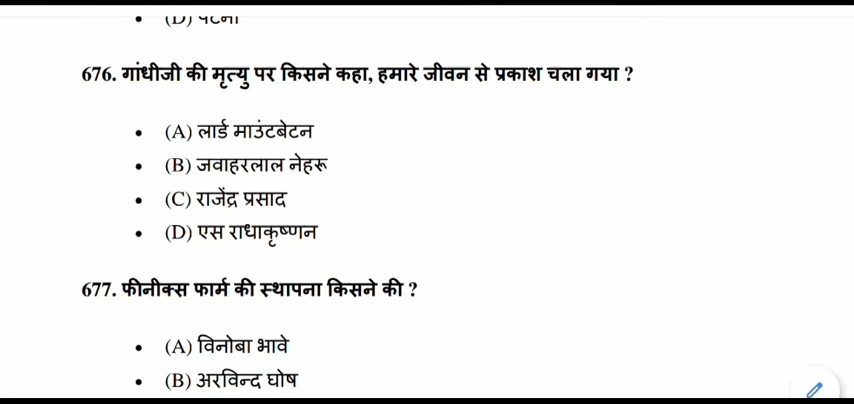 (D) पटना
676. गांधीजी की मृत्यु पर किसने कहा, हमारे जीवन से प्रकाश चला गया ?
(A) लार्ड माउंटबेटन
(B) जवाहरलाल नेहरू
(C) राजेंद्र प्रसाद
(D) एस राधाकृष्णन
677. फीनीक्स फार्म की स्थापना किसने की ?
(A) विनोबा भावे
(B) अरविन्द घोष